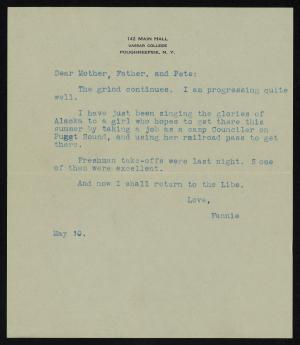 142 MAIN HALL
VASSAR COLLEGE
POUGHKEEPSIE, N. Y.
Dear Mother, Father, and Pete:
The grind continues. I am progressing quite
well.
I have just been singing the glories of
Alaska to a girl who hopes to get there this
summer by taking a job as a camp Counciler on
Puget Sound, and using her railroad pass to get
there.
Freshman take-offs were last night. S ome
of them were excellent.
And now I shall return to the Libe.
Love,
Fannie
May 10.